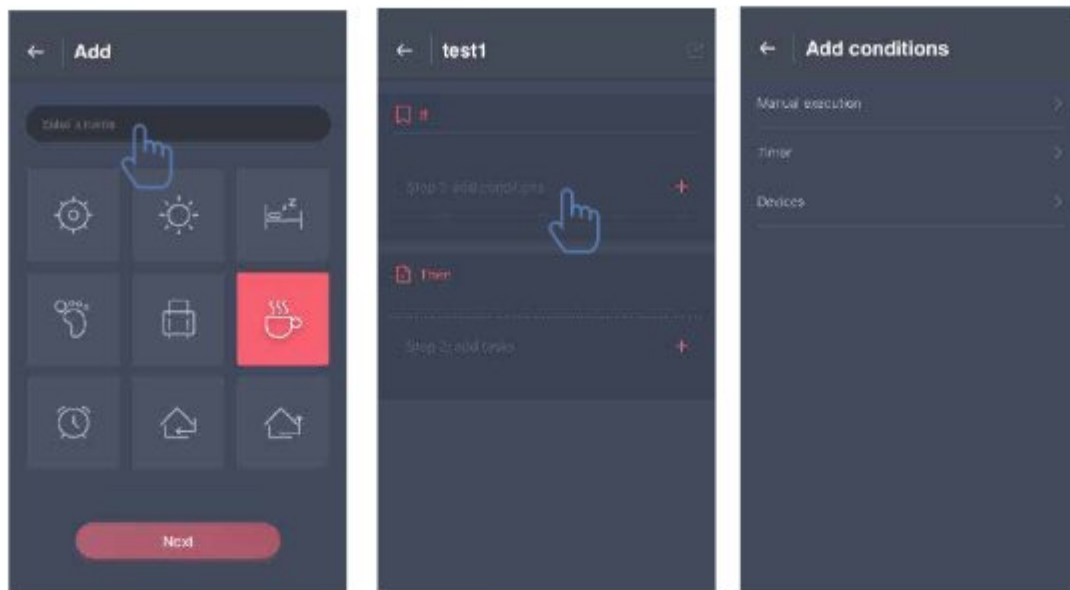 Add
Enter a name
Next
test1
If
Step 1: add conditions
Then
Step 2: add tasks
Add conditions
Manual execution
Timer
Devices